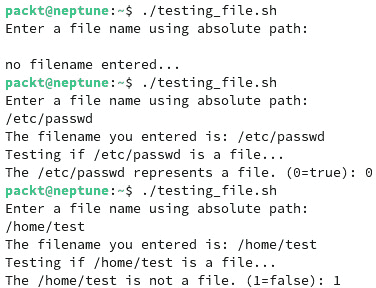 packt@neptune:~$ ./testing_file.sh
Enter a file name using absolute path:
no filename entered...
packt@neptune:~$ ./testing_file.sh
Enter a file name using absolute path:
/etc/passwd
The filename you entered is: /etc/passwd
Testing if /etc/passwd is a file...
The /etc/passwd represents a file. (0=true): 0
packt@neptune:~$ ./testing_file.sh
Enter a file name using absolute path:
/home/test
The filename you entered is: /home/test
Testing if /home/test is a file...
The /home/test is not a file. (1=false): 1